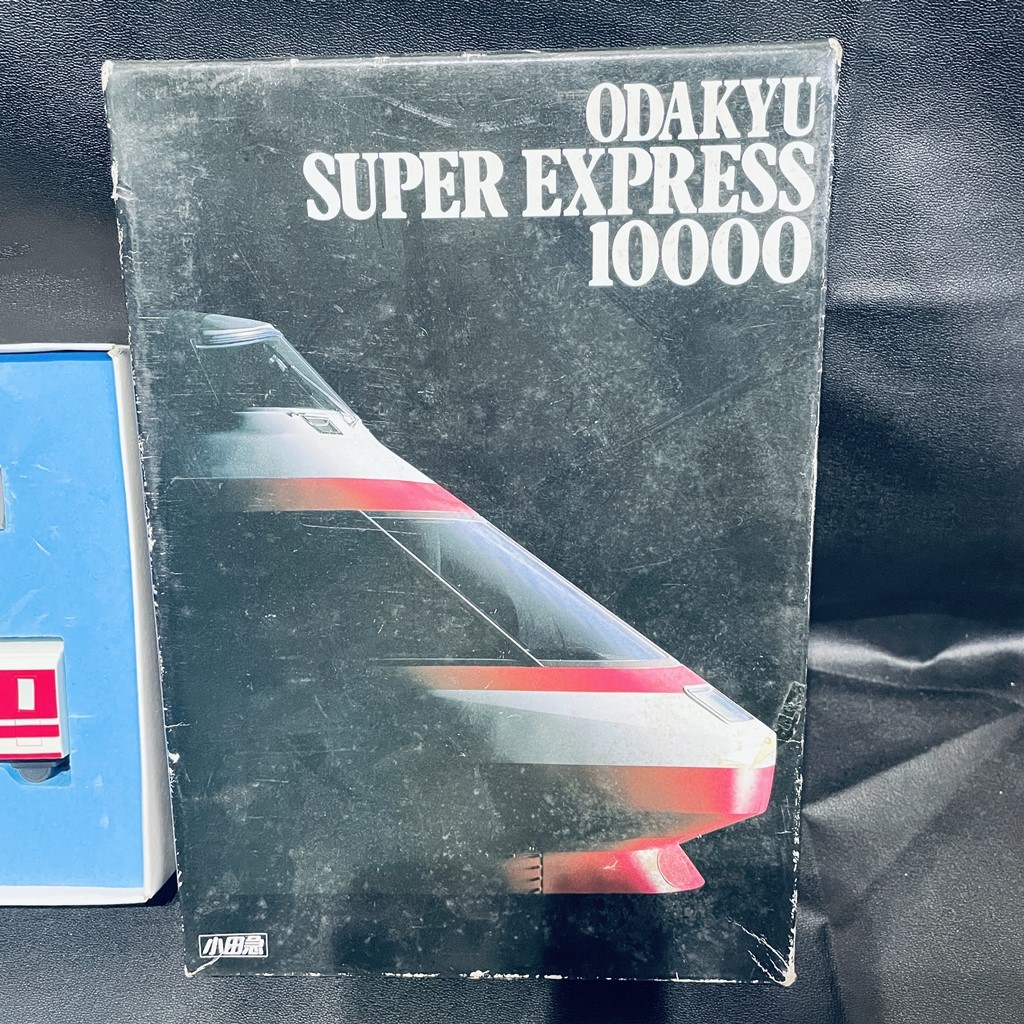 ODAKYU
SUPER EXPRESS
10000
小田急